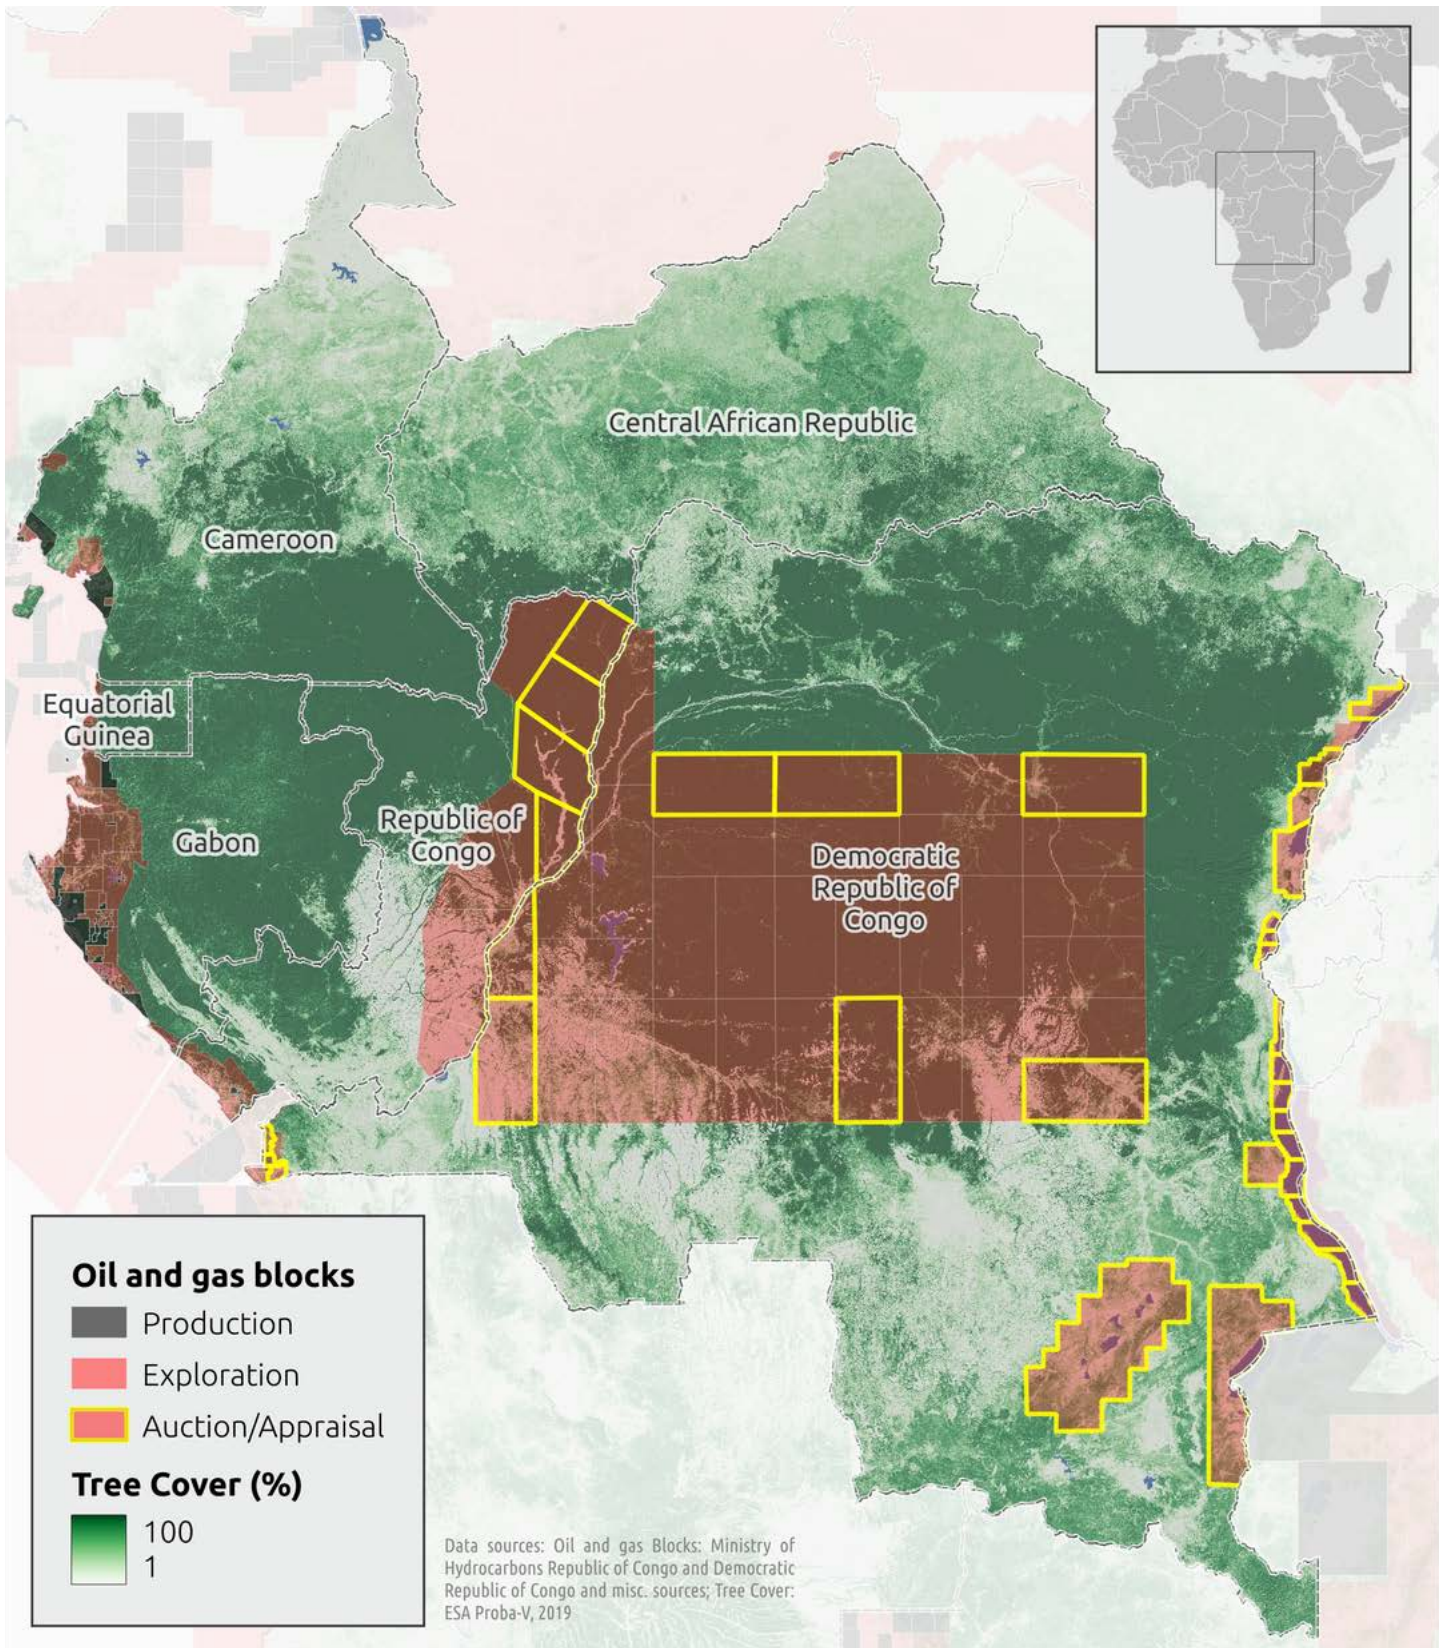 Central African Republic
Cameroon
Equatorial
Guinea
Gabon
Republic of
Congo
Democratic
Republic of
Congo
Oil and gas blocks
Production
Exploration
Auction/Appraisal
Tree Cover (%)
100
1
Data sources: Oil and gas Blocks: Ministry of
Hydrocarbons Republic of Congo and Democratic
Republic of Congo and misc. sources; Tree Cover:
ESA Proba-V, 2019